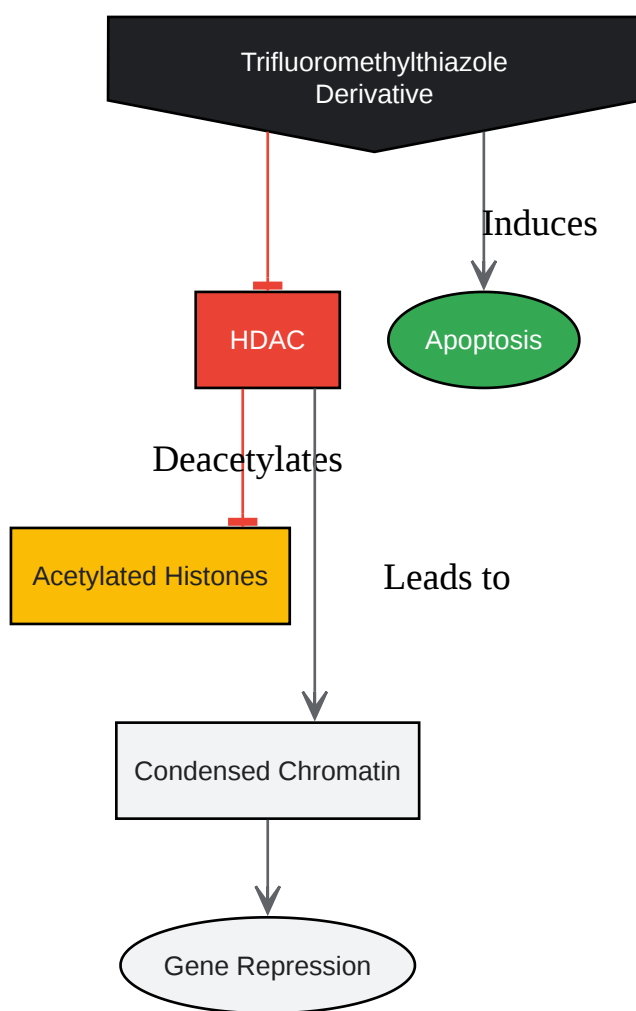 Trifluoromethylthiazole
Derivative
Induces
HDAC
Apoptosis
Deacetylates
Acetylated Histones
Leads to
Condensed Chromatin
Gene Repression